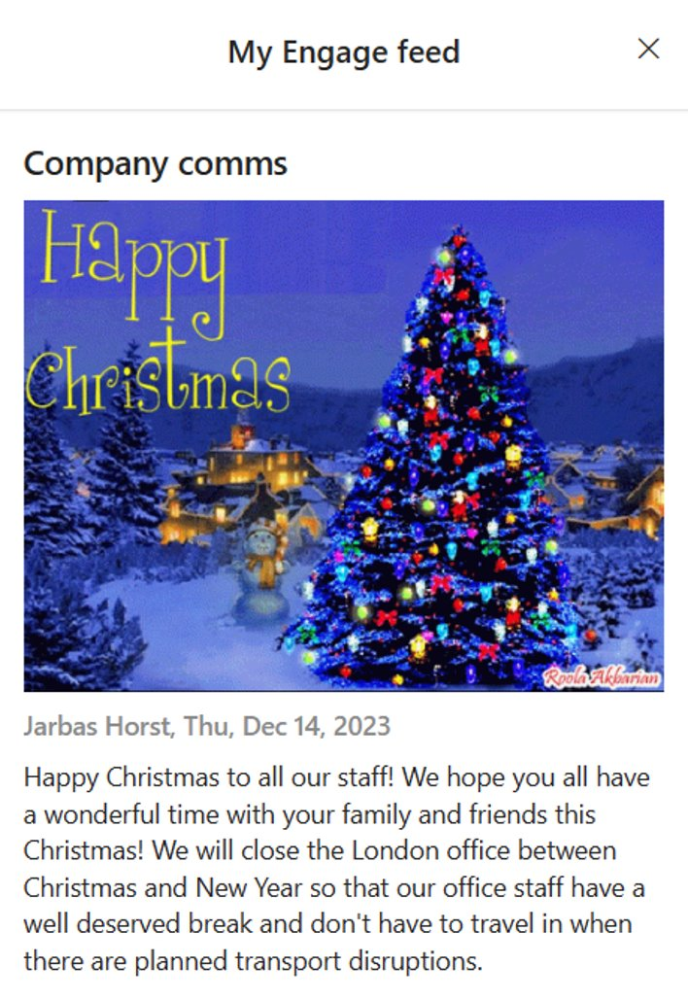 My Engage feed
Company comms
Happy
Christmas
Roola Akbarian
Jarbas Horst, Thu, Dec 14, 2023
Happy Christmas to all our staff! We hope you all have
a wonderful time with your family and friends this
Christmas! We will close the London office between
Christmas and New Year so that our office staff have a
well deserved break and don't have to travel in when
there are planned transport disruptions.